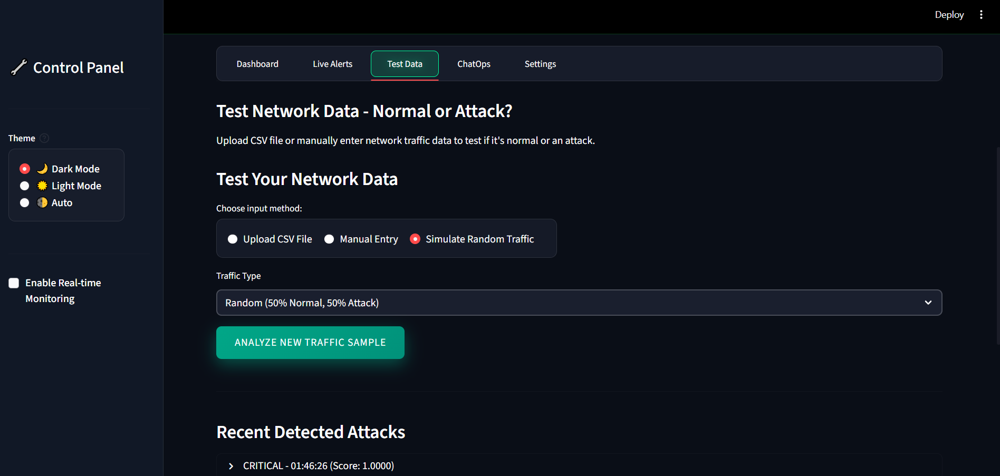 Deploy
Control Panel
Theme
Dark Mode
Light Mode
Auto
Enable Real-time
Monitoring
Dashboard
Live Alerts
Test Data
ChatOps
Settings
Test Network Data - Normal or Attack?
Upload CSV file or manually enter network traffic data to test if it's normal or an attack.
Test Your Network Data
Choose input method:
Upload CSV File
Manual Entry
Simulate Random Traffic
Traffic Type
Random (50% Normal, 50% Attack)
ANALYZE NEW TRAFFIC SAMPLE
Recent Detected Attacks
CRITICAL - 01:46:26 (Score: 1.0000)